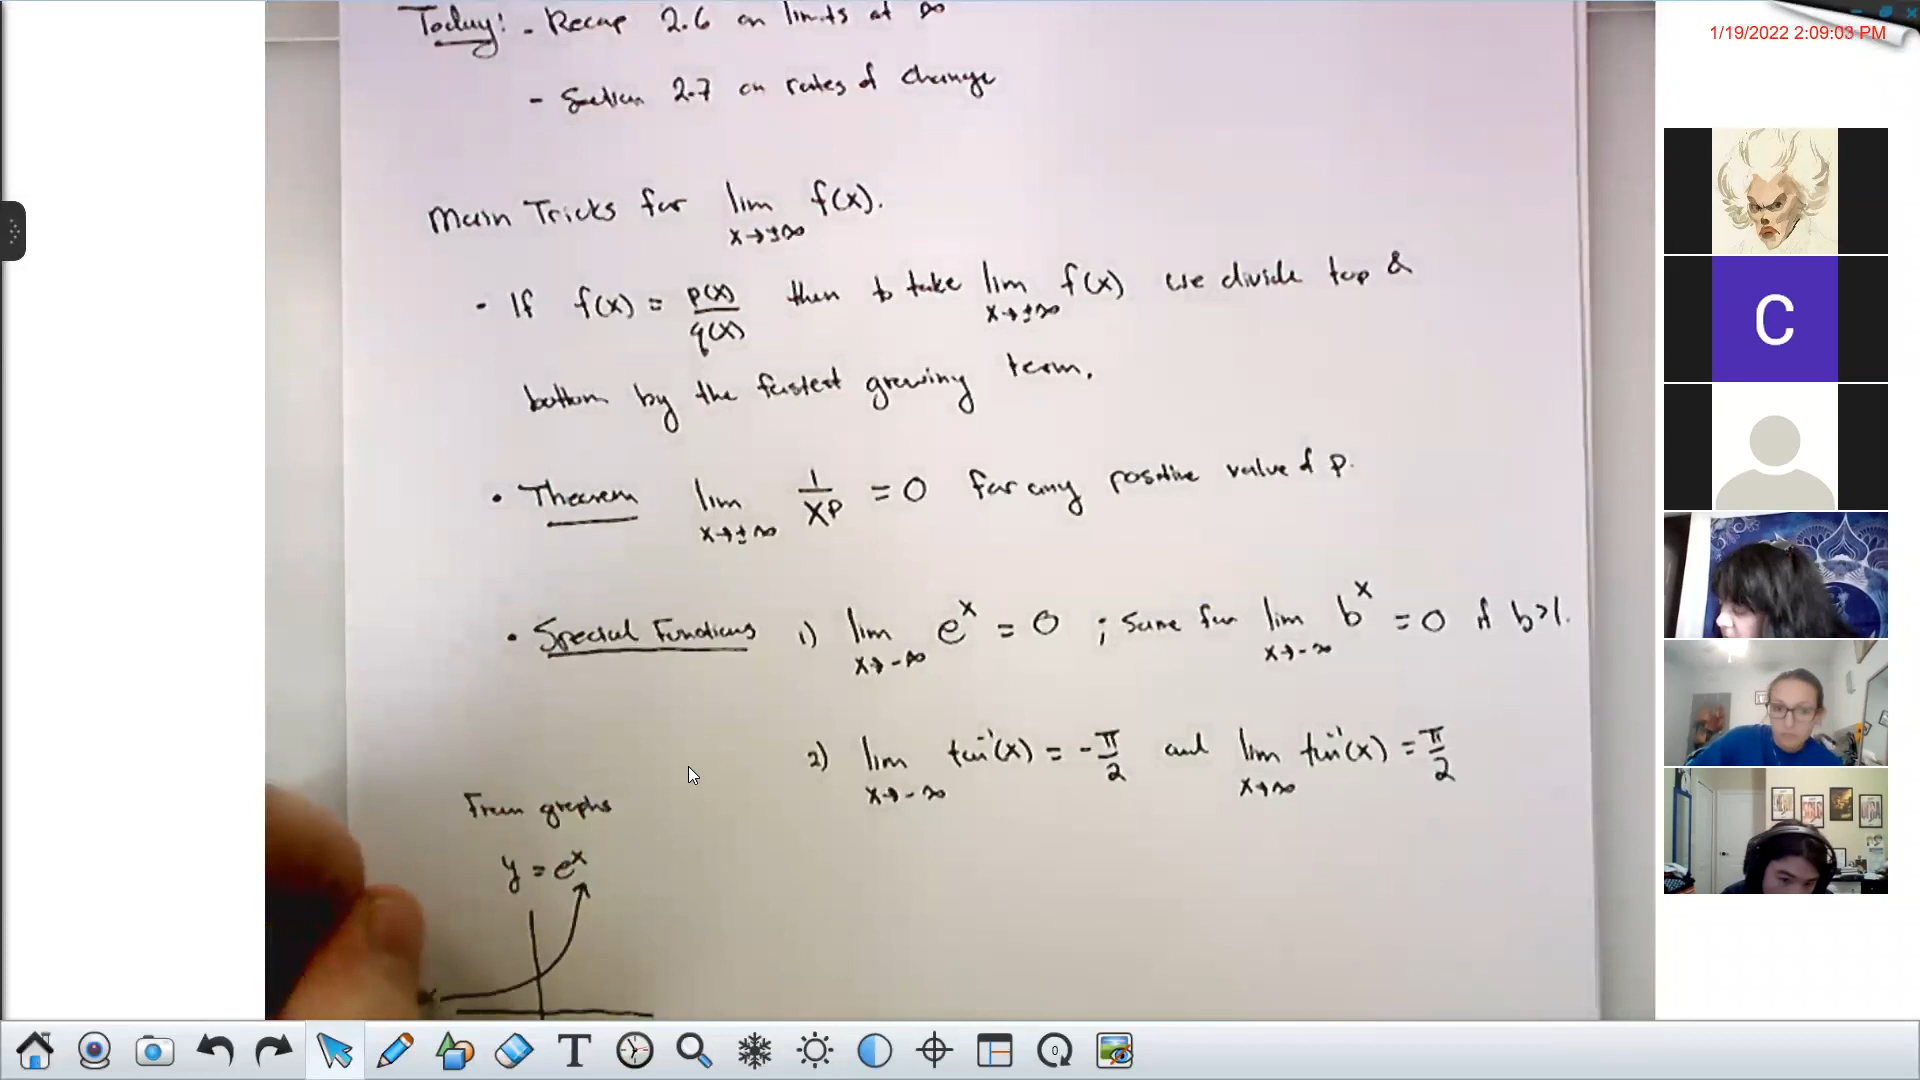 1/19/2022 2:09:03 PM
Today: - Recap 2.6 on limits at ∞
- Section 2.7 on rates of change
Main Tricks for lim x→±∞ f(x).
• If f(x) = p(x)/q(x) then to take lim x→±∞ f(x) we divide top &
bottom by the fastest growing term.
• Theorem lim x→±∞ 1/x^p = 0 for any positive value of p.
• Special Functions 1) lim x→-∞ e^x = 0 ; Same for lim x→-∞ b^x = 0 if b>1.
2) lim x→-∞ tan⁻¹(x) = -π/2 and lim x→∞ tan⁻¹(x) = π/2
From graphs
y = e^x
C
T
0